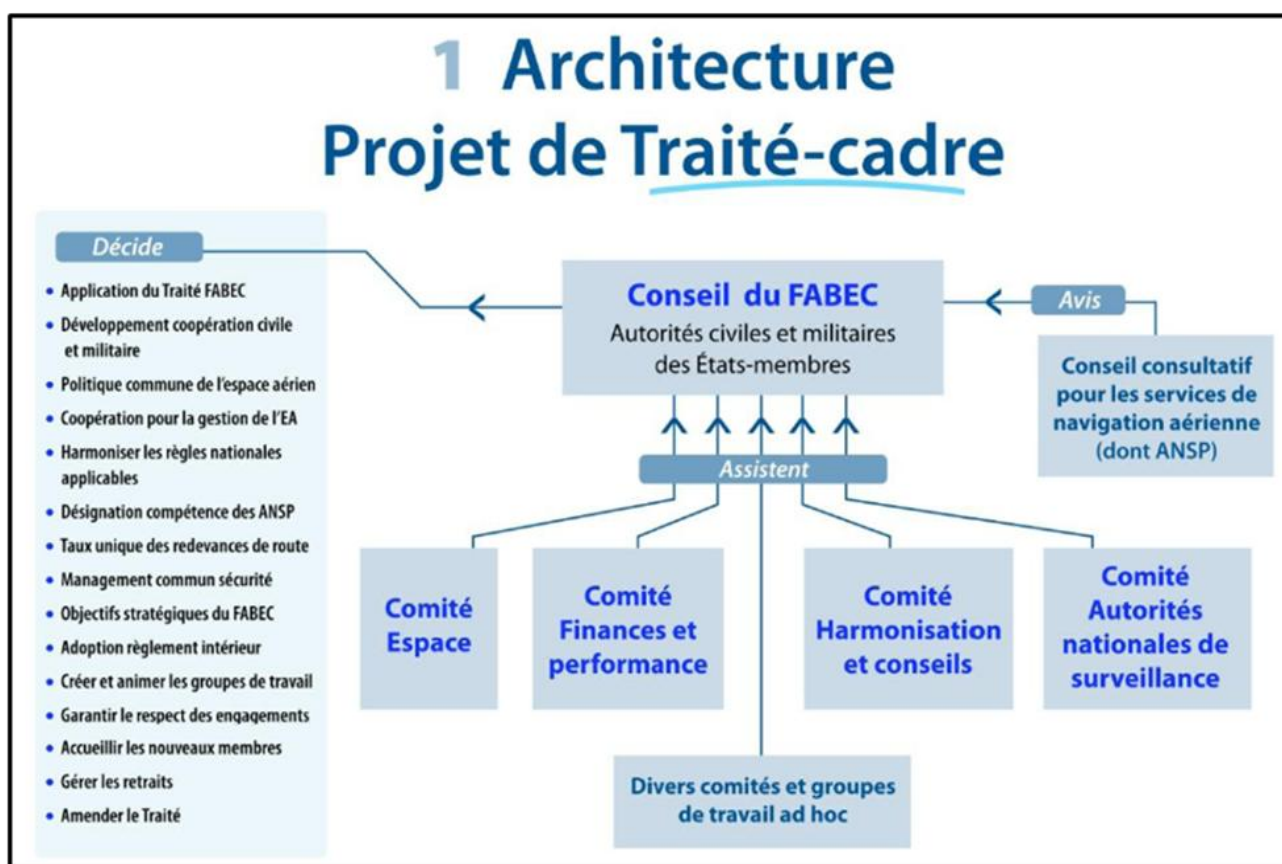 1 Architecture
Projet de Traité-cadre
Décide
• Application du Traité FABEC
• Développement coopération civile
et militaire
• Politique commune de l'espace aérien
• Coopération pour la gestion de l'EA
• Harmoniser les règles nationales
applicables
• Désignation compétence des ANSP
• Taux unique des redevances de route
• Management commun sécurité
• Objectifs stratégiques du FABEC
• Adoption règlement intérieur
• Créer et animer les groupes de travail
• Garantir le respect des engagements
• Accueillir les nouveaux membres
• Gérer les retraits
• Amender le Traité
Conseil du FABEC
Autorités civiles et militaires
des États-membres
Avis
Conseil consultatif
pour les services de
navigation aérienne
(dont ANSP)
Assistent
Comité
Espace
Comité
Finances et
performance
Comité
Harmonisation
et conseils
Comité
Autorités
nationales de
surveillance
Divers comités et groupes
de travail ad hoc